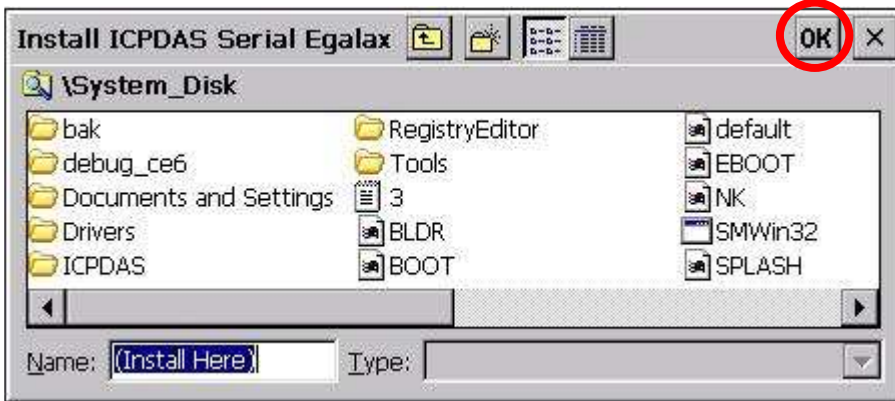 Install ICPDAS Serial Egalax OK
\System_Disk
bak RegistryEditor default
debug_ce6 Tools EBOOT
Documents and Settings 3 NK
Drivers BLDR SMWin32
ICPDAS BOOT SPLASH
Name: (Install Here) Type: